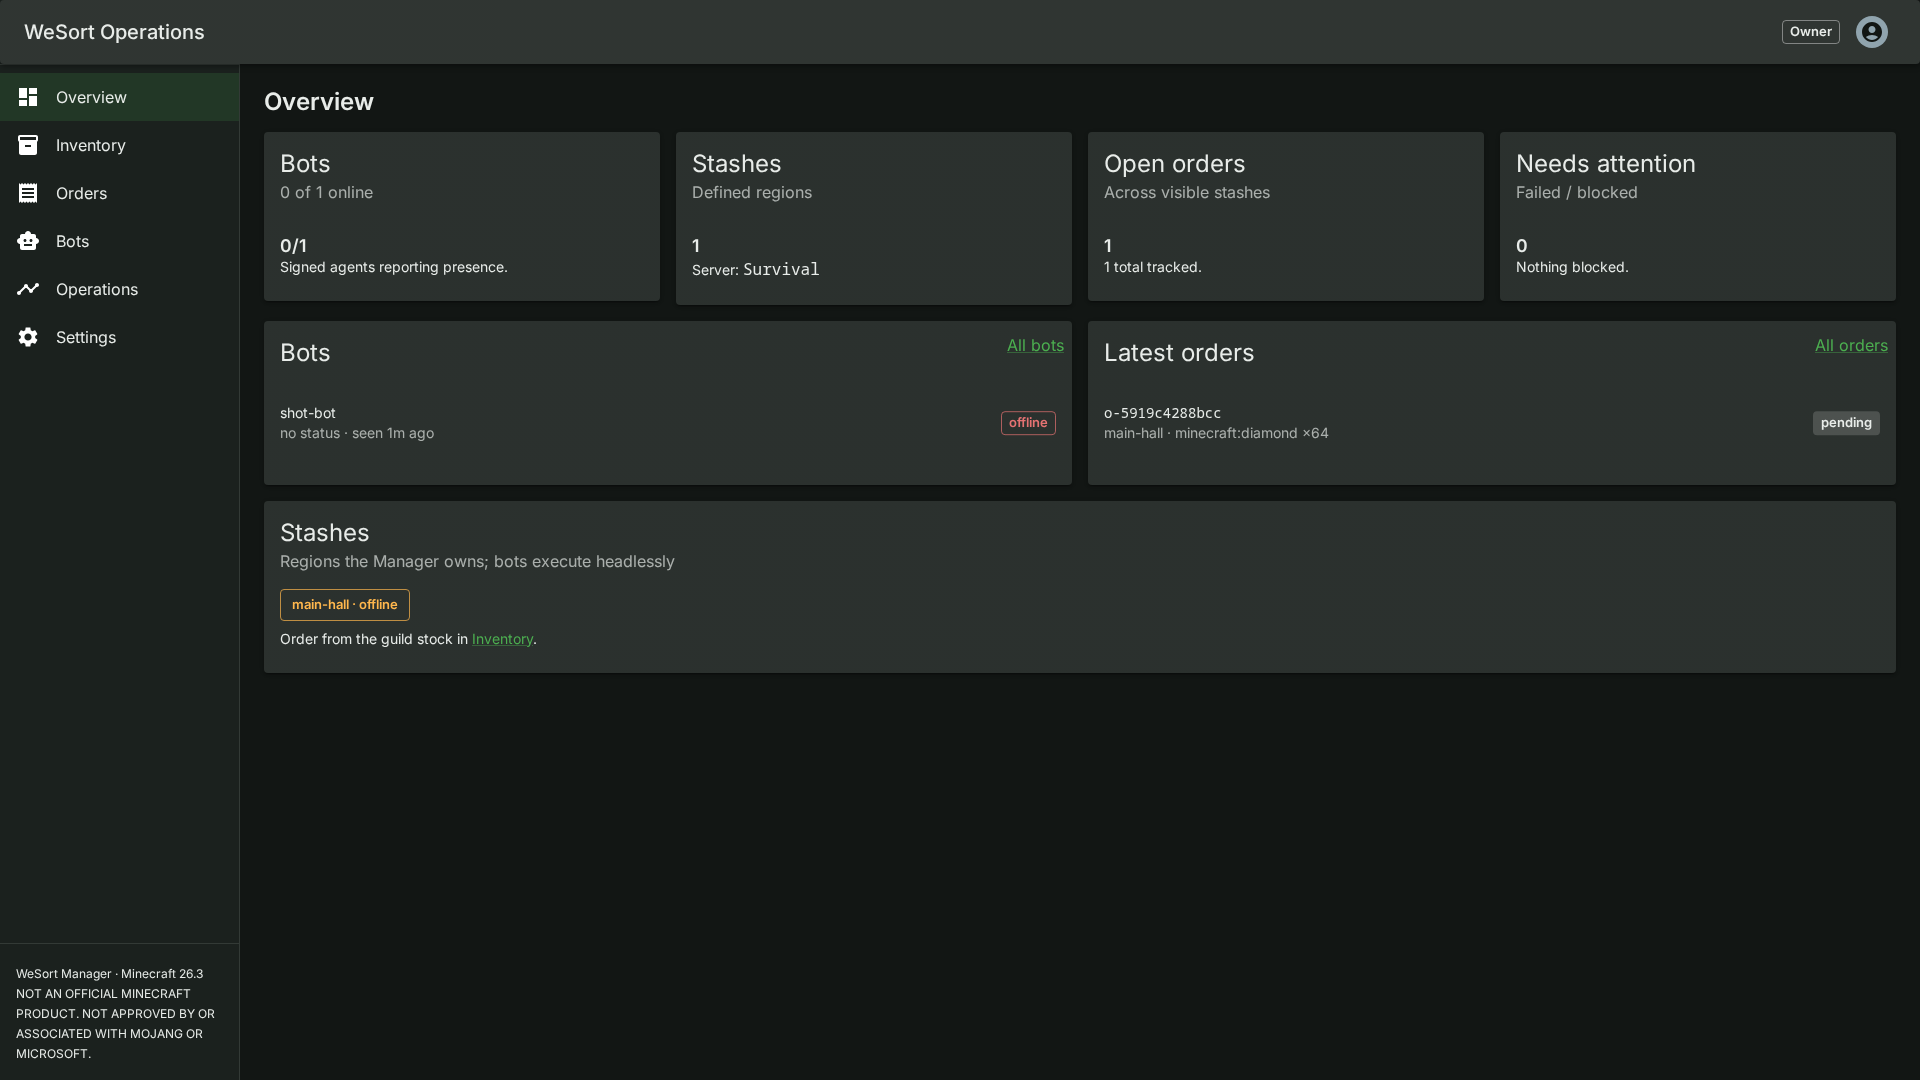 WeSort Operations
Owner
Overview
Inventory
Orders
Bots
Operations
Settings
Overview
Bots
0 of 1 online
0/1
Signed agents reporting presence.
Stashes
Defined regions
1
Server: Survival
Open orders
Across visible stashes
1
1 total tracked.
Needs attention
Failed / blocked
0
Nothing blocked.
Bots
All bots
shot-bot
no status · seen 1m ago
offline
Latest orders
All orders
o-5919c4288bcc
main-hall · minecraft:diamond ×64
pending
Stashes
Regions the Manager owns; bots execute headlessly
main-hall · offline
Order from the guild stock in Inventory.
WeSort Manager · Minecraft 26.3
NOT AN OFFICIAL MINECRAFT
PRODUCT. NOT APPROVED BY OR
ASSOCIATED WITH MOJANG OR
MICROSOFT.